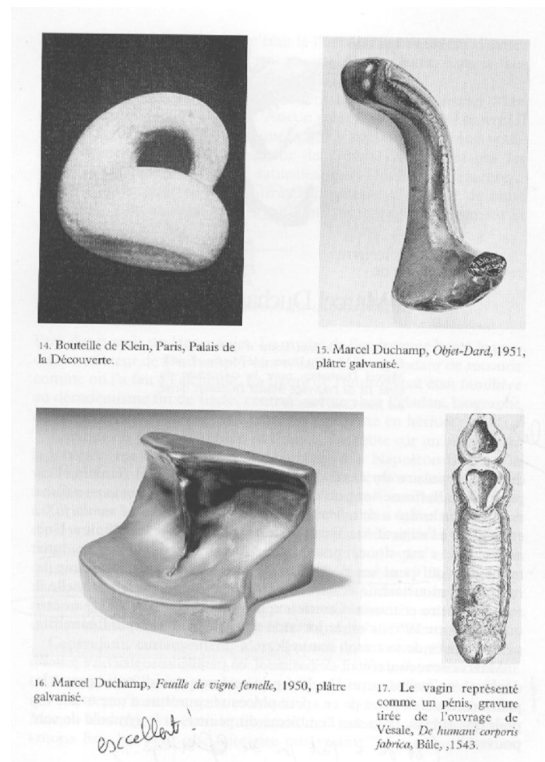 14. Bouteille de Klein, Paris, Palais de
la Découverte.
15. Marcel Duchamp, Objet-Dard, 1951,
plâtre galvanisé.
16. Marcel Duchamp, Feuille de vigne femelle, 1950, plâtre
galvanisé.
17. Le vagin représenté
comme un pénis, gravure
tirée de l'ouvrage de
Vésale, De humani corporis
fabrica, Bâle, ,1543.